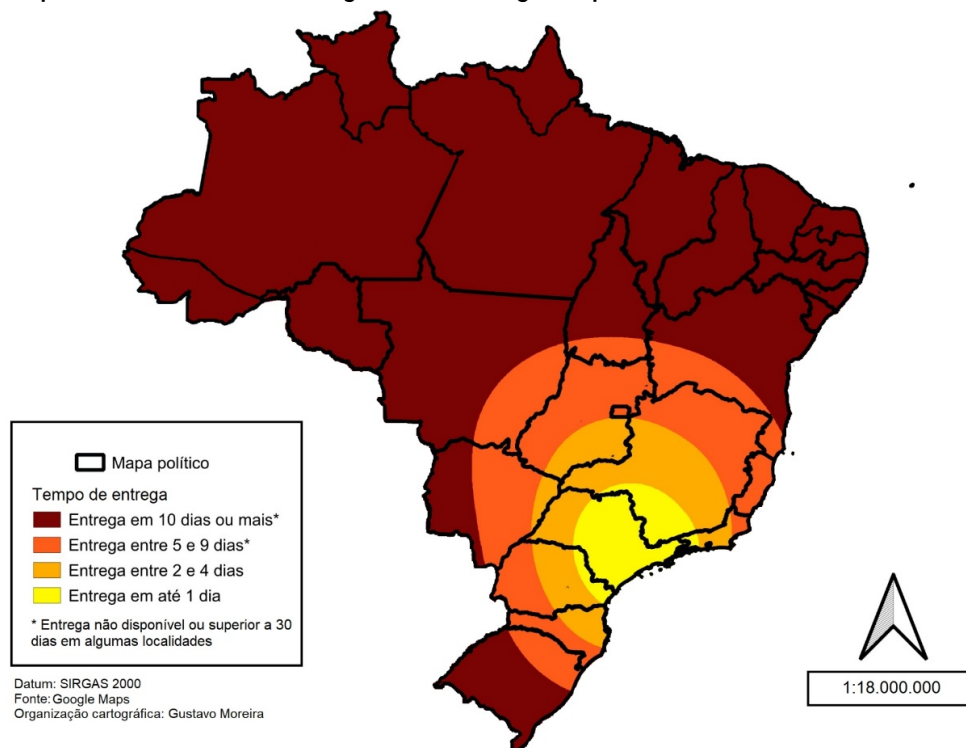 Mapa político
Tempo de entrega
Entrega em 10 dias ou mais*
Entrega entre 5 e 9 dias*
Entrega entre 2 e 4 dias
Entrega em até 1 dia
* Entrega não disponível ou superior a 30
dias em algumas localidades
Datum: SIRGAS 2000
Fonte: Google Maps
Organização cartográfica: Gustavo Moreira
1:18.000.000